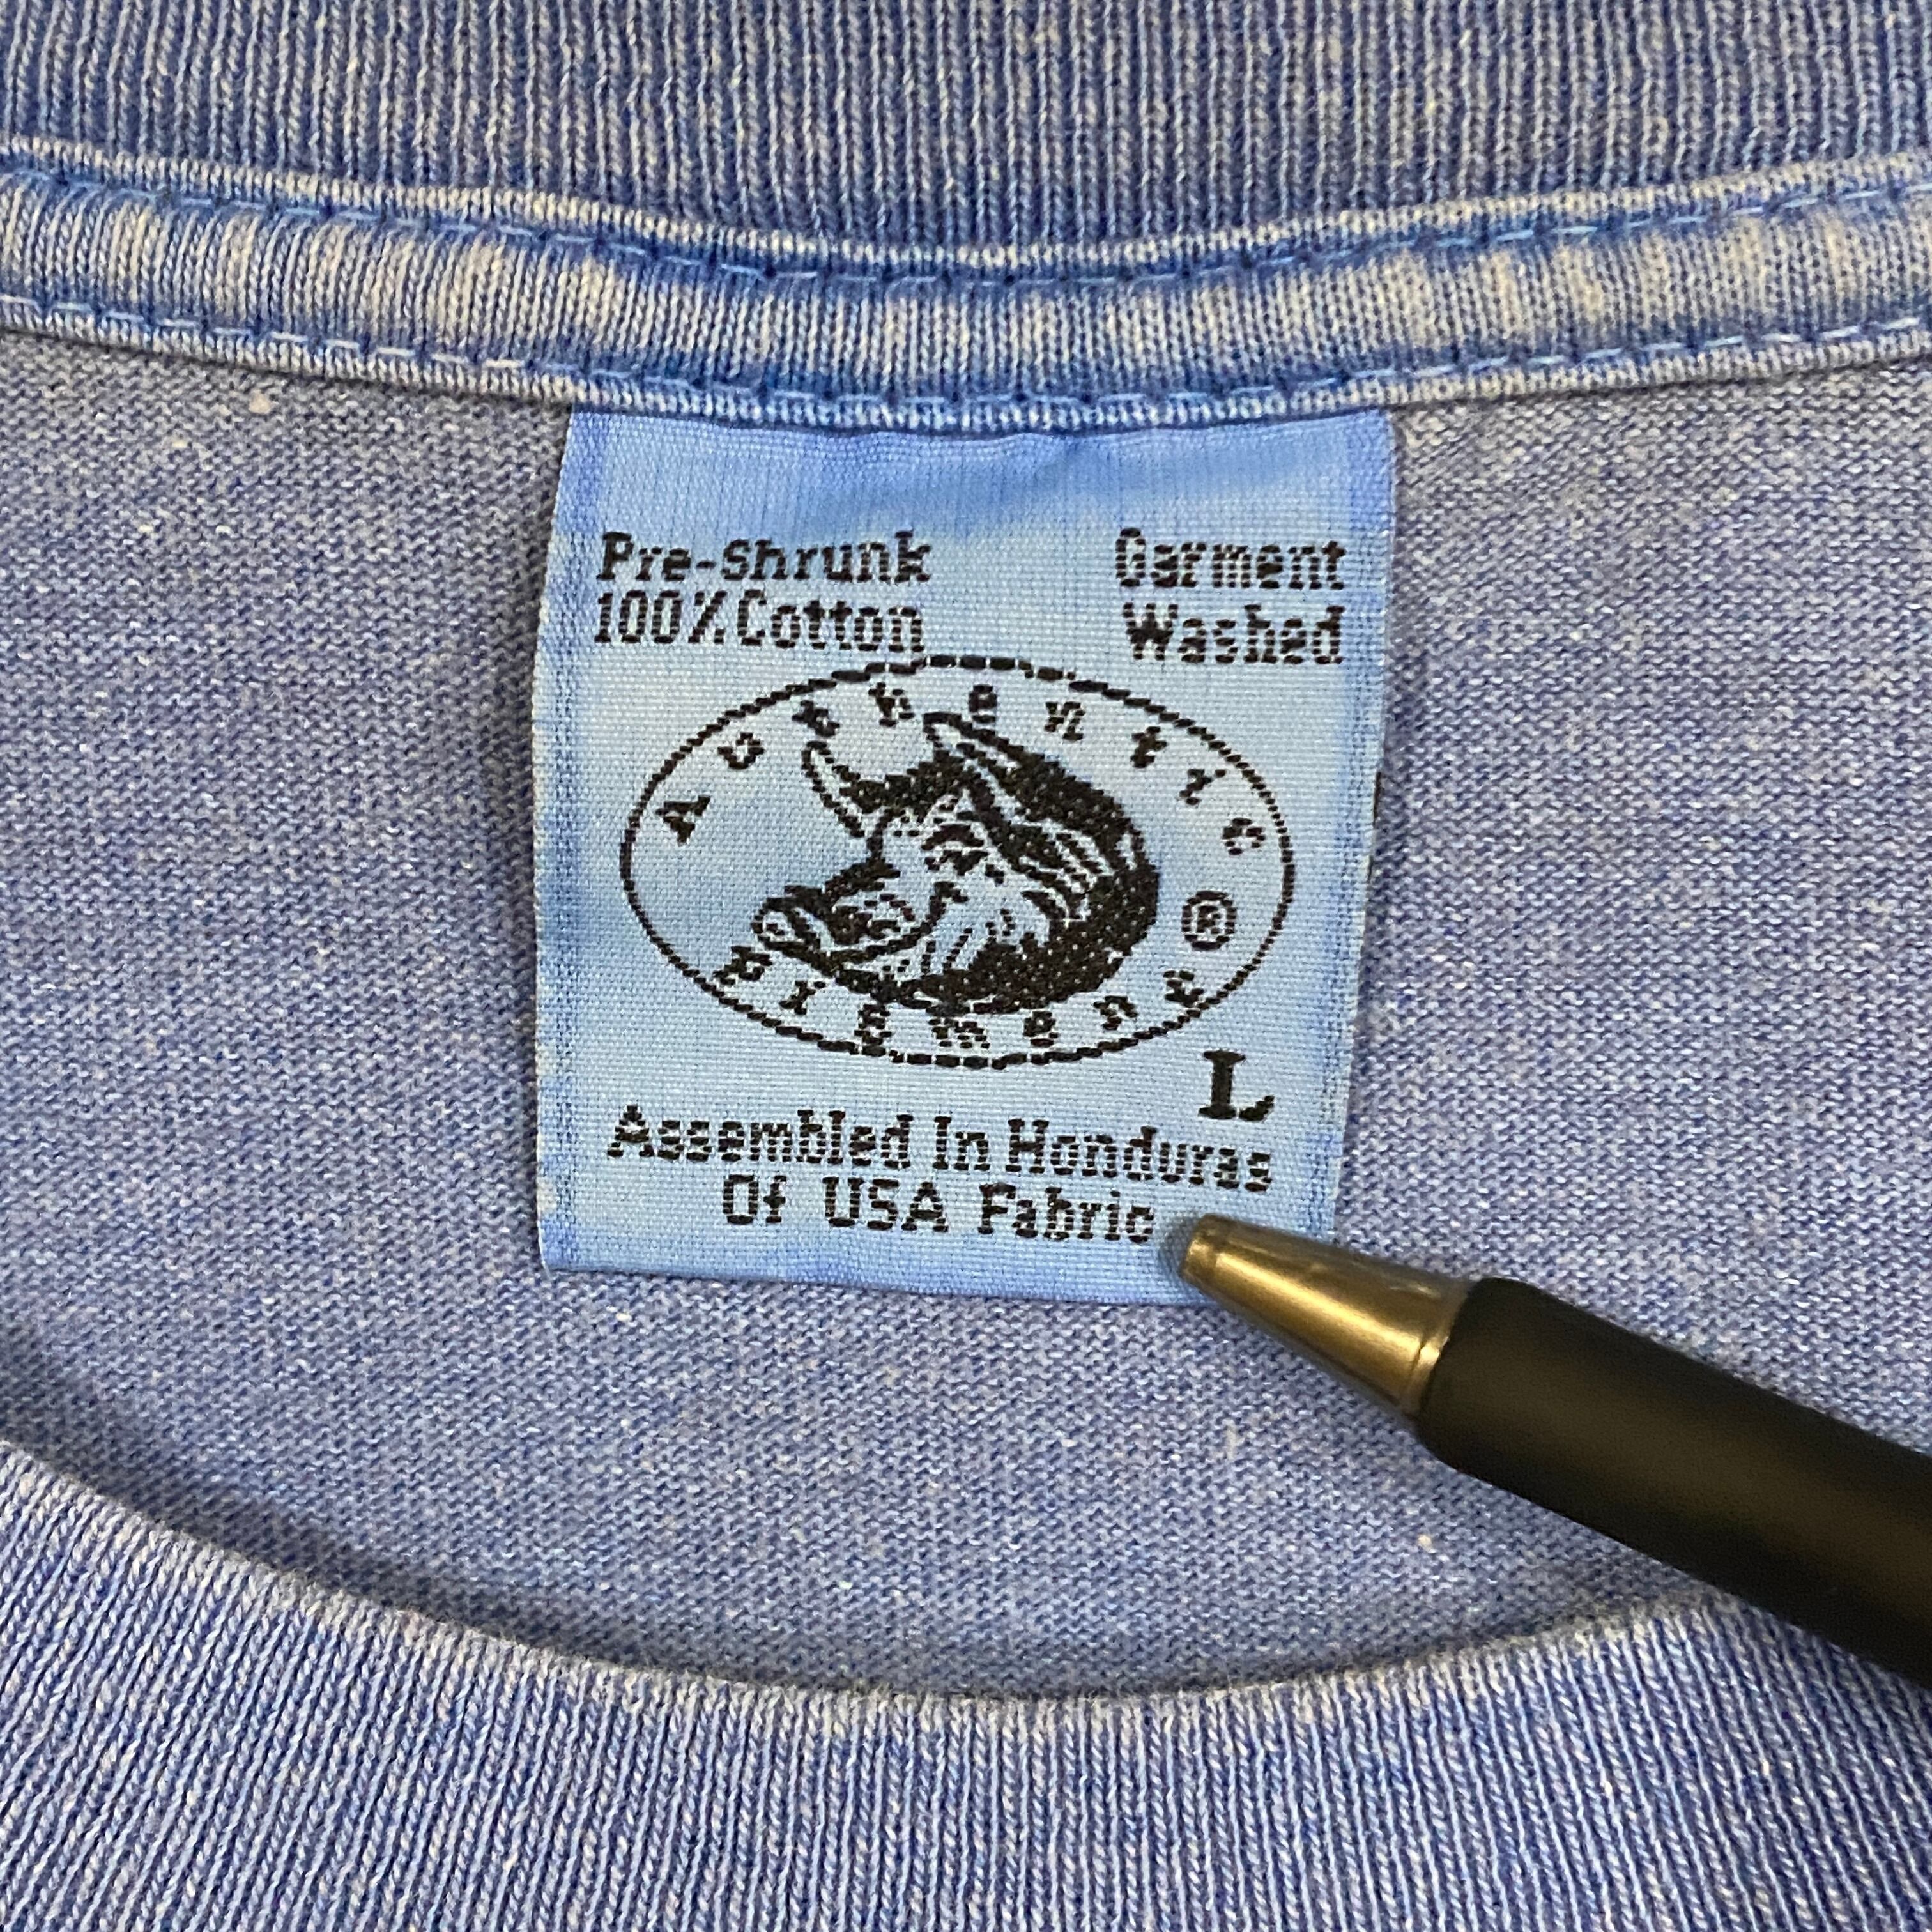 Pre-Shrunk
100% Cotton
Garment
Washed
Authentic
Pigment ®
L
Assembled In Honduras
Of USA Fabric